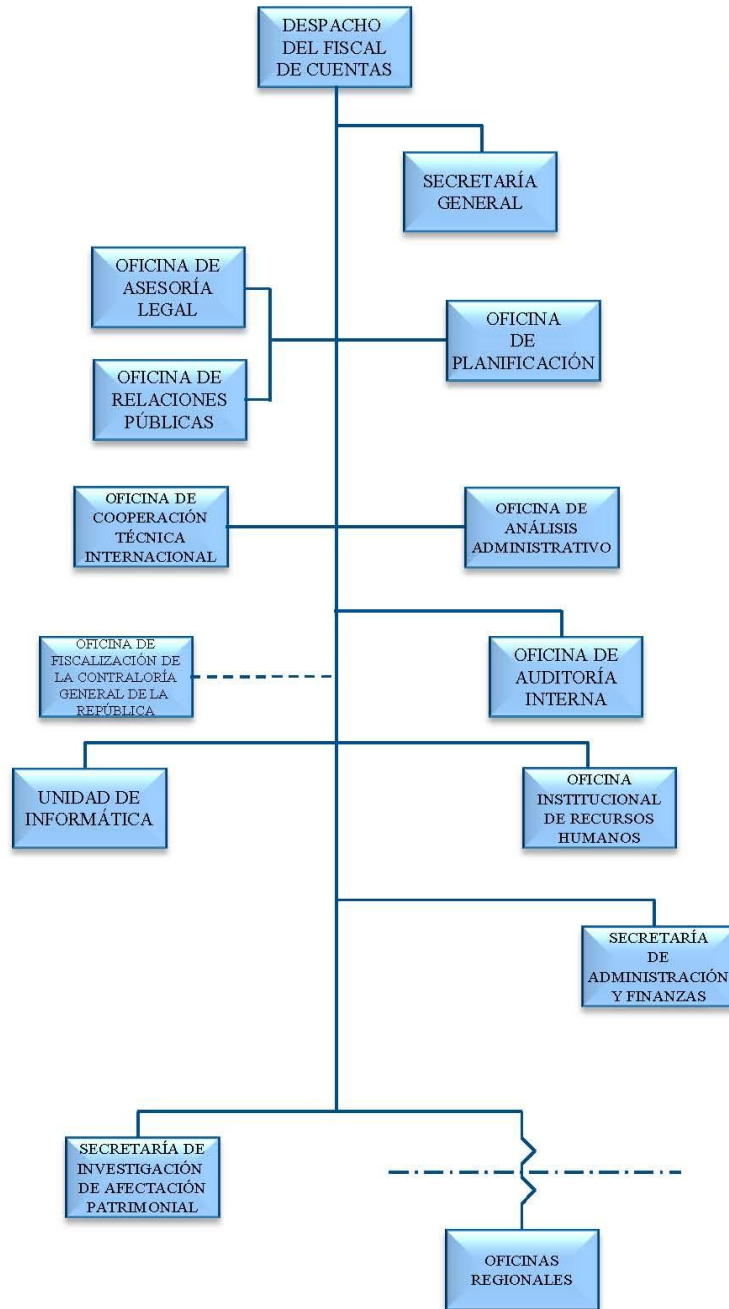 DESPACHO
DEL FISCAL
DE CUENTAS
SECRETARÍA
GENERAL
OFICINA DE
ASESORÍA
LEGAL
OFICINA
DE
PLANIFICACIÓN
OFICINA DE
RELACIONES
PÚBLICAS
OFICINA DE
COOPERACIÓN
TÉCNICA
INTERNACIONAL
OFICINA DE
ANÁLISIS
ADMINISTRATIVO
OFICINA DE
FISCALIZACIÓN DE
LA CONTRALORÍA
GENERAL DE LA
REPÚBLICA
OFICINA DE
AUDITORÍA
INTERNA
UNIDAD DE
INFORMÁTICA
OFICINA
INSTITUCIONAL
DE RECURSOS
HUMANOS
SECRETARÍA
DE
ADMINISTRACIÓN
Y FINANZAS
SECRETARÍA DE
INVESTIGACIÓN
DE AFECTACIÓN
PATRIMONIAL
OFICINAS
REGIONALES